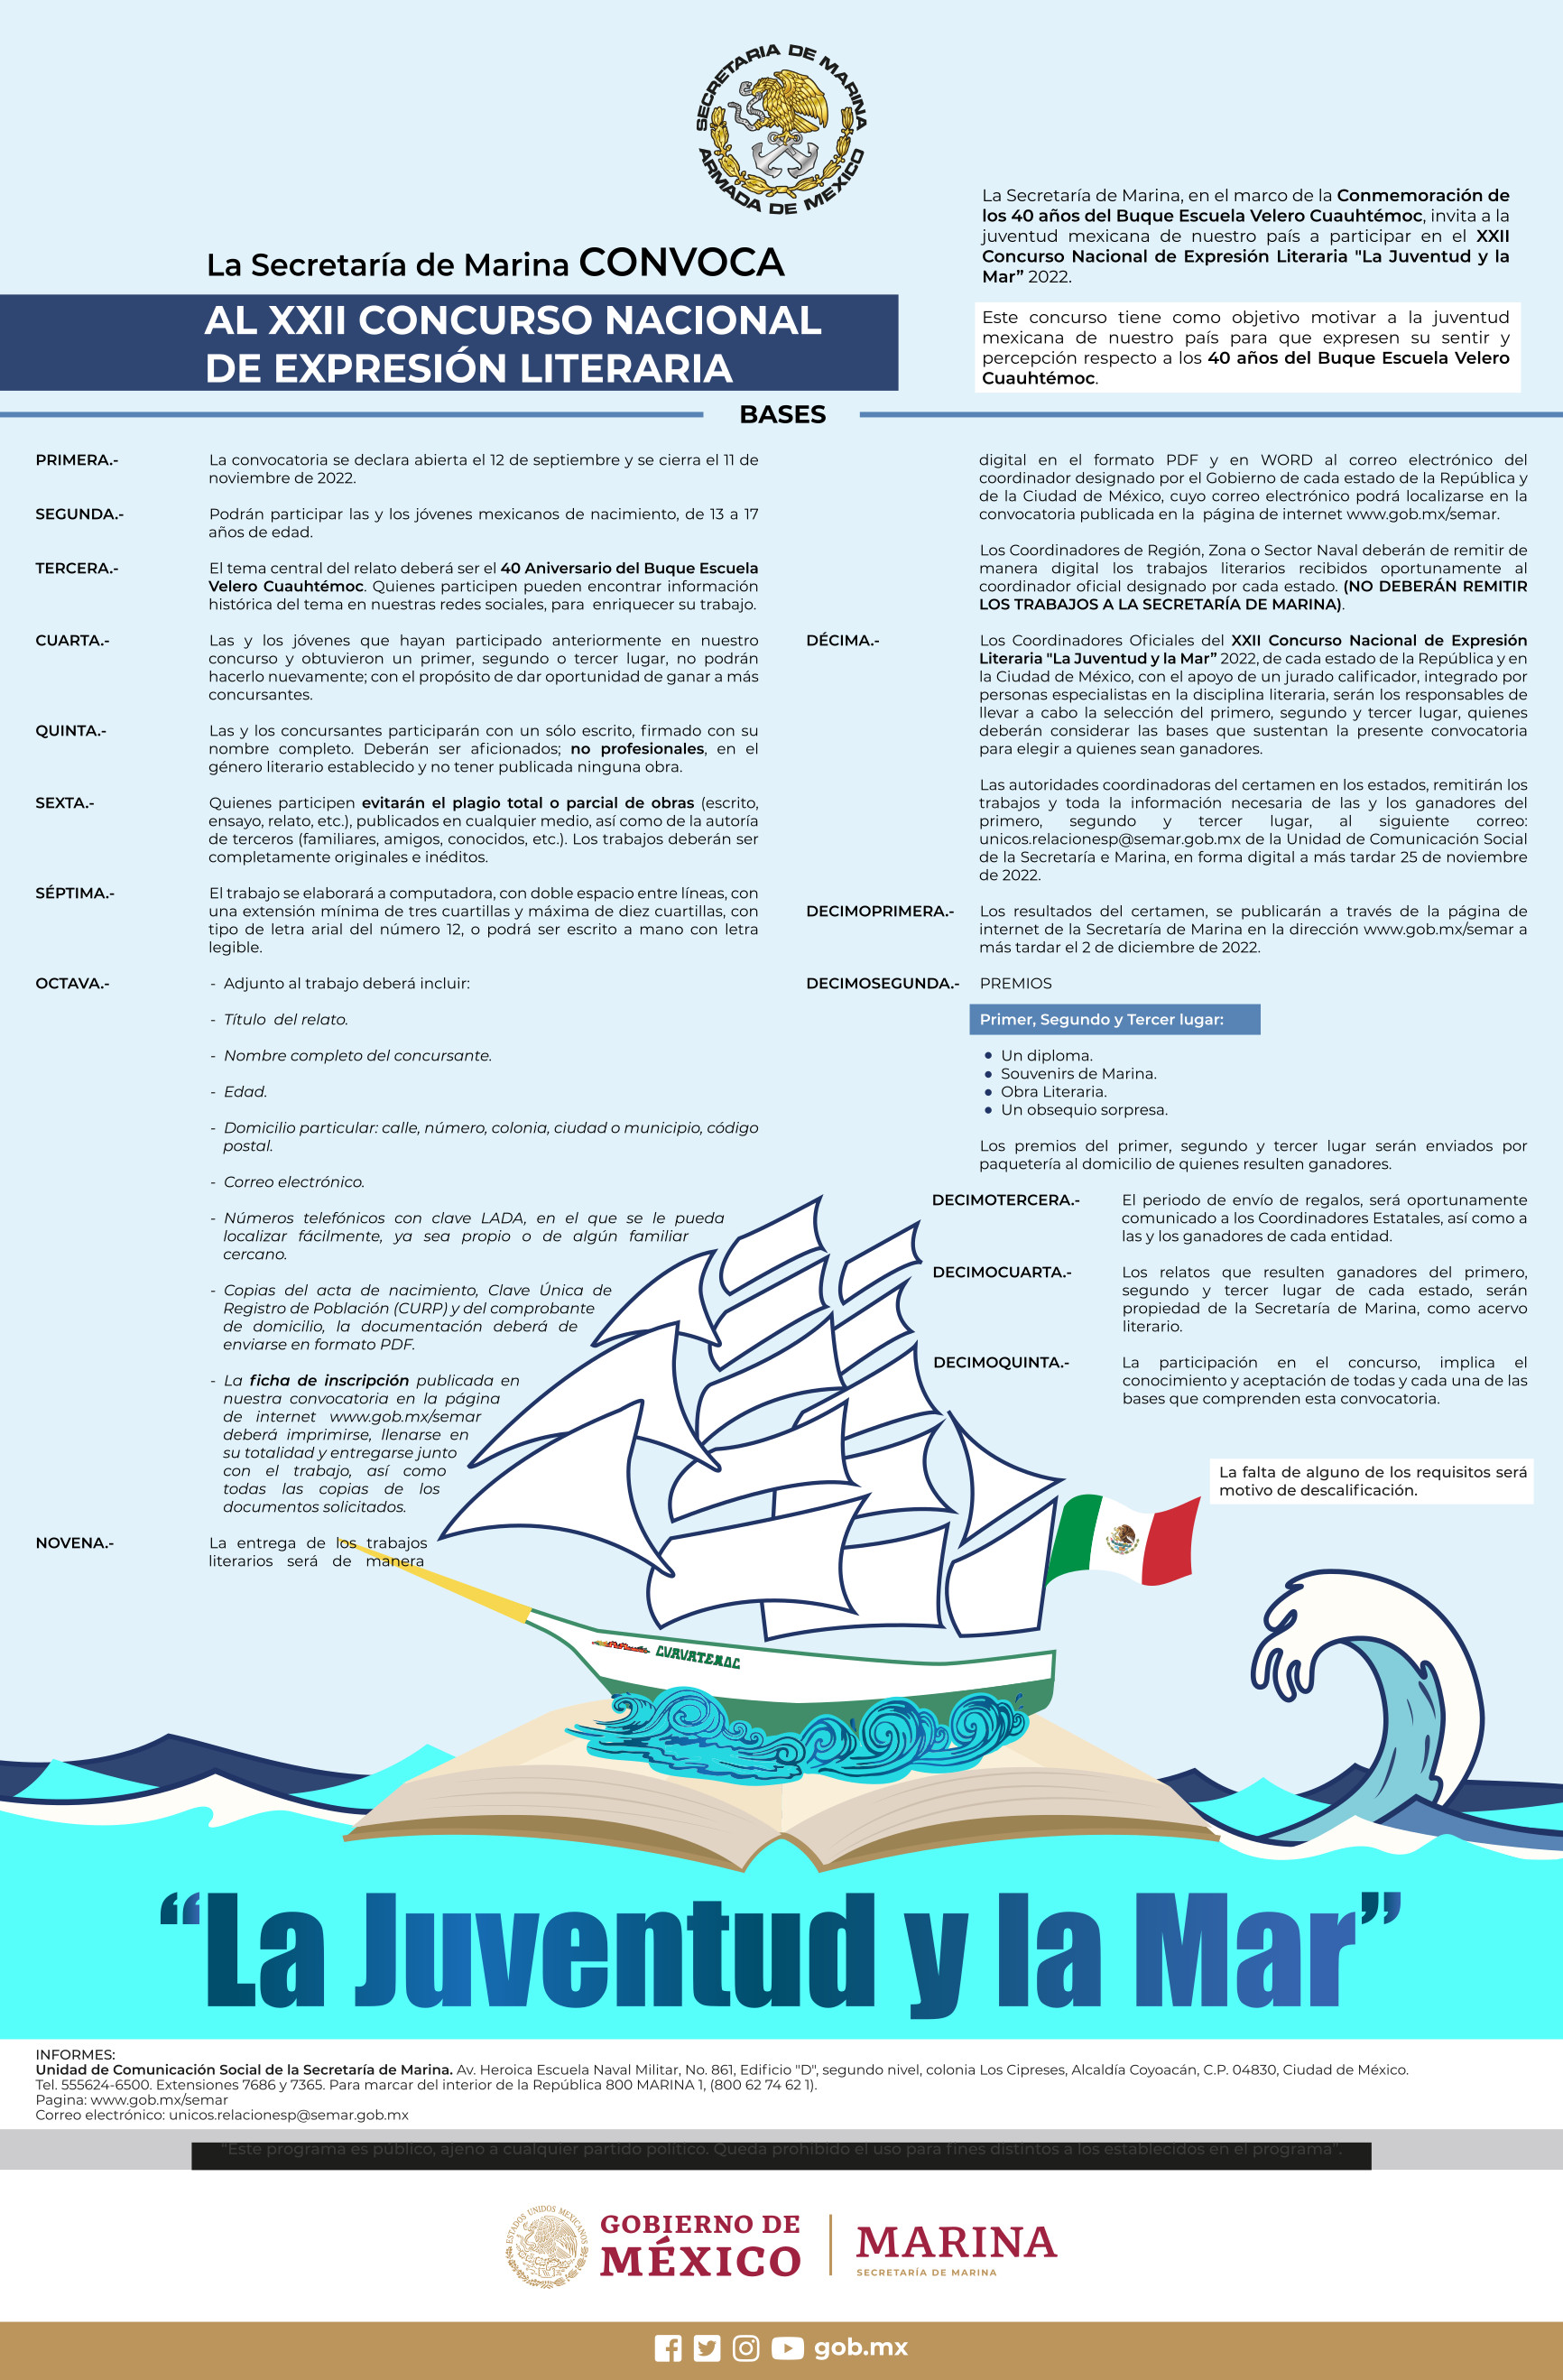 SECRETARIA DE MARINA
ARMADA DE MEXICO
La Secretaría de Marina CONVOCA
AL XXII CONCURSO NACIONAL
DE EXPRESIÓN LITERARIA
La Secretaría de Marina, en el marco de la Conmemoración de
los 40 años del Buque Escuela Velero Cuauhtémoc, invita a la
juventud mexicana de nuestro país a participar en el XXII
Concurso Nacional de Expresión Literaria "La Juventud y la
Mar” 2022.
Este concurso tiene como objetivo motivar a la juventud
mexicana de nuestro país para que expresen su sentir y
percepción respecto a los 40 años del Buque Escuela Velero
Cuauhtémoc.
BASES
PRIMERA.- La convocatoria se declara abierta el 12 de septiembre y se cierra el 11 de
noviembre de 2022.
SEGUNDA.- Podrán participar las y los jóvenes mexicanos de nacimiento, de 13 a 17
años de edad.
TERCERA.- El tema central del relato deberá ser el 40 Aniversario del Buque Escuela
Velero Cuauhtémoc. Quienes participen pueden encontrar información
histórica del tema en nuestras redes sociales, para enriquecer su trabajo.
CUARTA.- Las y los jóvenes que hayan participado anteriormente en nuestro
concurso y obtuvieron un primer, segundo o tercer lugar, no podrán
hacerlo nuevamente; con el propósito de dar oportunidad de ganar a más
concursantes.
QUINTA.- Las y los concursantes participarán con un sólo escrito, firmado con su
nombre completo. Deberán ser aficionados; no profesionales, en el
género literario establecido y no tener publicada ninguna obra.
SEXTA.- Quienes participen evitarán el plagio total o parcial de obras (escrito,
ensayo, relato, etc.), publicados en cualquier medio, así como de la autoría
de terceros (familiares, amigos, conocidos, etc.). Los trabajos deberán ser
completamente originales e inéditos.
SÉPTIMA.- El trabajo se elaborará a computadora, con doble espacio entre líneas, con
una extensión mínima de tres cuartillas y máxima de diez cuartillas, con
tipo de letra arial del número 12, o podrá ser escrito a mano con letra
legible.
OCTAVA.- - Adjunto al trabajo deberá incluir:
- Título del relato.
- Nombre completo del concursante.
- Edad.
- Domicilio particular: calle, número, colonia, ciudad o municipio, código
postal.
- Correo electrónico.
- Números telefónicos con clave LADA, en el que se le pueda
localizar fácilmente, ya sea propio o de algún familiar
cercano.
- Copias del acta de nacimiento, Clave Única de
Registro de Población (CURP) y del comprobante
de domicilio, la documentación deberá de
enviarse en formato PDF.
- La ficha de inscripción publicada en
nuestra convocatoria en la página
de internet www.gob.mx/semar
deberá imprimirse, llenarse en
su totalidad y entregarse junto
con el trabajo, así como
todas las copias de los
documentos solicitados.
NOVENA.- La entrega de los trabajos
literarios será de manera
digital en el formato PDF y en WORD al correo electrónico del
coordinador designado por el Gobierno de cada estado de la República y
de la Ciudad de México, cuyo correo electrónico podrá localizarse en la
convocatoria publicada en la página de internet www.gob.mx/semar.
Los Coordinadores de Región, Zona o Sector Naval deberán de remitir de
manera digital los trabajos literarios recibidos oportunamente al
coordinador oficial designado por cada estado. (NO DEBERÁN REMITIR
LOS TRABAJOS A LA SECRETARÍA DE MARINA).
DÉCIMA.- Los Coordinadores Oficiales del XXII Concurso Nacional de Expresión
Literaria "La Juventud y la Mar” 2022, de cada estado de la República y en
la Ciudad de México, con el apoyo de un jurado calificador, integrado por
personas especialistas en la disciplina literaria, serán los responsables de
llevar a cabo la selección del primero, segundo y tercer lugar, quienes
deberán considerar las bases que sustentan la presente convocatoria
para elegir a quienes sean ganadores.
Las autoridades coordinadoras del certamen en los estados, remitirán los
trabajos y toda la información necesaria de las y los ganadores del
primero, segundo y tercer lugar, al siguiente correo:
unicos.relacionesp@semar.gob.mx de la Unidad de Comunicación Social
de la Secretaría e Marina, en forma digital a más tardar 25 de noviembre
de 2022.
DECIMOPRIMERA.- Los resultados del certamen, se publicarán a través de la página de
internet de la Secretaría de Marina en la dirección www.gob.mx/semar a
más tardar el 2 de diciembre de 2022.
DECIMOSEGUNDA.- PREMIOS
Primer, Segundo y Tercer lugar:
● Un diploma.
● Souvenirs de Marina.
● Obra Literaria.
● Un obsequio sorpresa.
Los premios del primer, segundo y tercer lugar serán enviados por
paquetería al domicilio de quienes resulten ganadores.
DECIMOTERCERA.- El periodo de envío de regalos, será oportunamente
comunicado a los Coordinadores Estatales, así como a
las y los ganadores de cada entidad.
DECIMOCUARTA.- Los relatos que resulten ganadores del primero,
segundo y tercer lugar de cada estado, serán
propiedad de la Secretaría de Marina, como acervo
literario.
DECIMOQUINTA.- La participación en el concurso, implica el
conocimiento y aceptación de todas y cada una de las
bases que comprenden esta convocatoria.
La falta de alguno de los requisitos será
motivo de descalificación.
CUAUHTEMOC
“La Juventud y la Mar”
INFORMES:
Unidad de Comunicación Social de la Secretaría de Marina. Av. Heroica Escuela Naval Militar, No. 861, Edificio "D", segundo nivel, colonia Los Cipreses, Alcaldía Coyoacán, C.P. 04830, Ciudad de México.
Tel. 555624-6500. Extensiones 7686 y 7365. Para marcar del interior de la República 800 MARINA 1, (800 62 74 62 1).
Pagina: www.gob.mx/semar
Correo electrónico: unicos.relacionesp@semar.gob.mx
“Este programa es público, ajeno a cualquier partido político. Queda prohibido el uso para fines distintos a los establecidos en el programa”.
ESTADOS UNIDOS MEXICANOS
GOBIERNO DE
MÉXICO
MARINA
SECRETARÍA DE MARINA
gob.mx